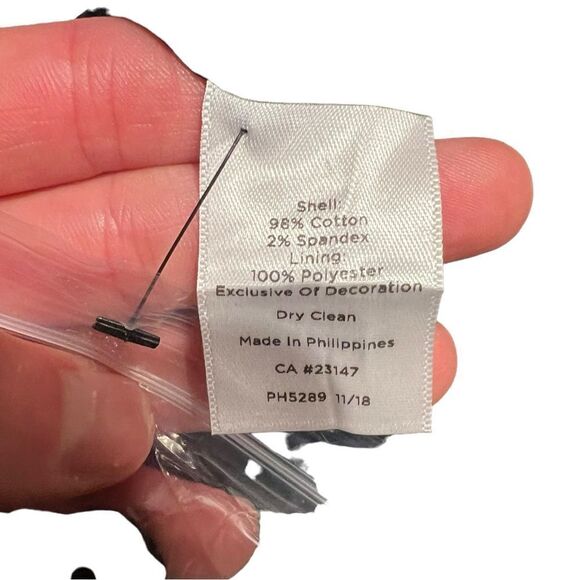 Shell:
98% Cotton
2% Spandex
Lining:
100% Polyester
Exclusive Of Decoration
Dry Clean
Made In Philippines
CA #23147
PH5289 11/18